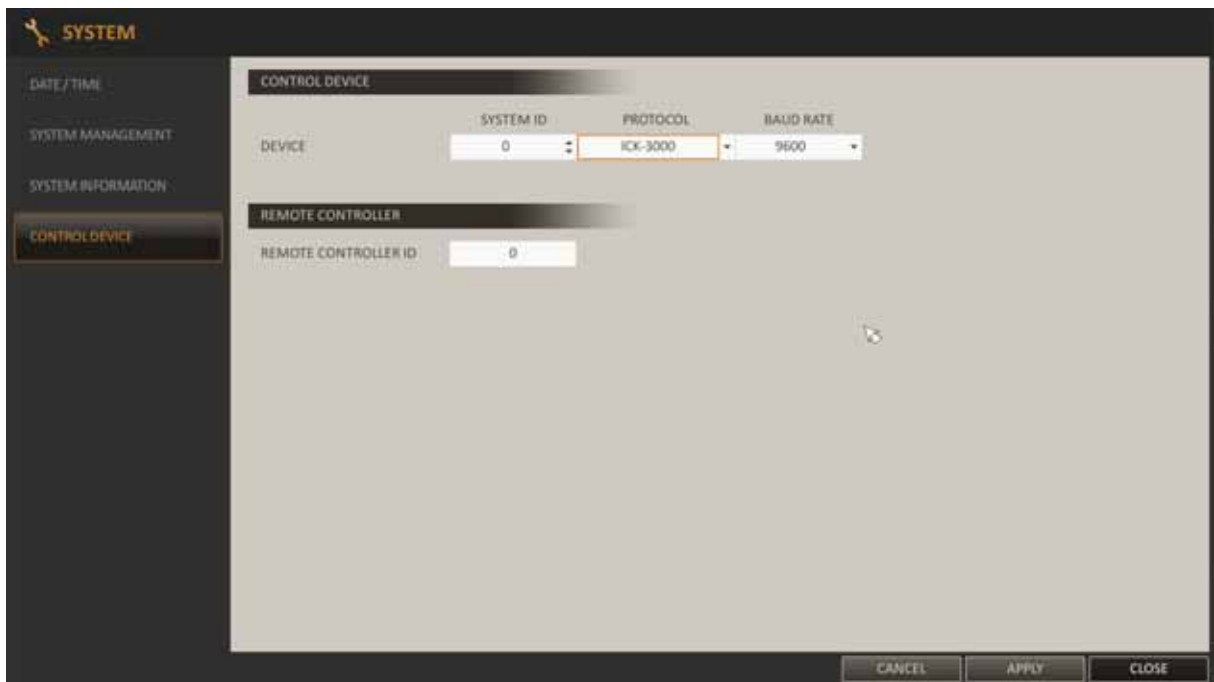 SYSTEM
DATE / TIME
SYSTEM MANAGEMENT
SYSTEM INFORMATION
CONTROL DEVICE
CONTROL DEVICE
SYSTEM ID PROTOCOL BAUD RATE
DEVICE 0 ICK-3000 9600
REMOTE CONTROLLER
REMOTE CONTROLLER ID 0
CANCEL APPLY CLOSE